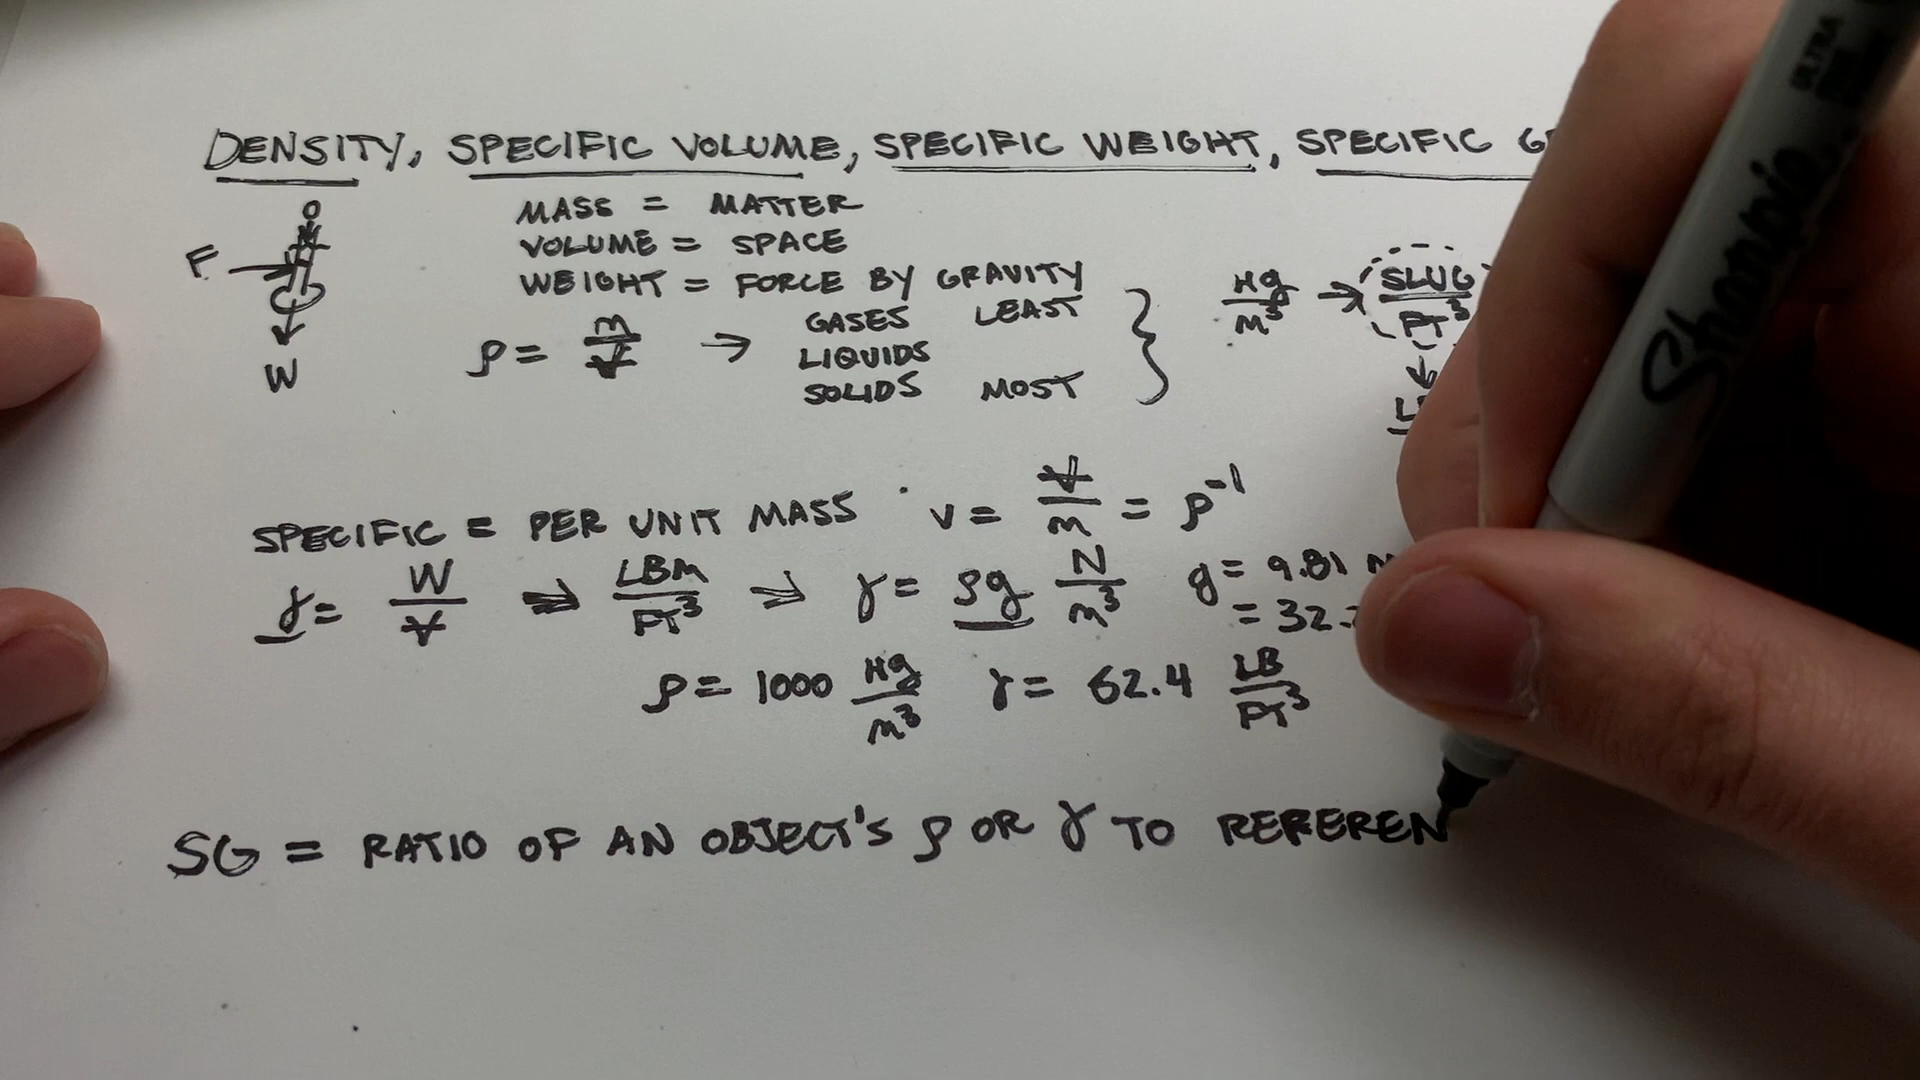 DENSITY, SPECIFIC VOLUME, SPECIFIC WEIGHT, SPECIFIC G
MASS = MATTER
VOLUME = SPACE
WEIGHT = FORCE BY GRAVITY
F
W
ρ = m/V → GASES LEAST
LIQUIDS
SOLIDS MOST
Kg/m³ → SLUG/FT³
↓
L
SPECIFIC = PER UNIT MASS v = V/m = ρ⁻¹
γ = W/V → LBM/FT³ → γ = ρg N/m³ g = 9.81 m
= 32.2
ρ = 1000 Kg/m³ γ = 62.4 LB/FT³
SG = RATIO OF AN OBJECT'S ρ OR γ TO REFEREN
Sharpie
ULTRA